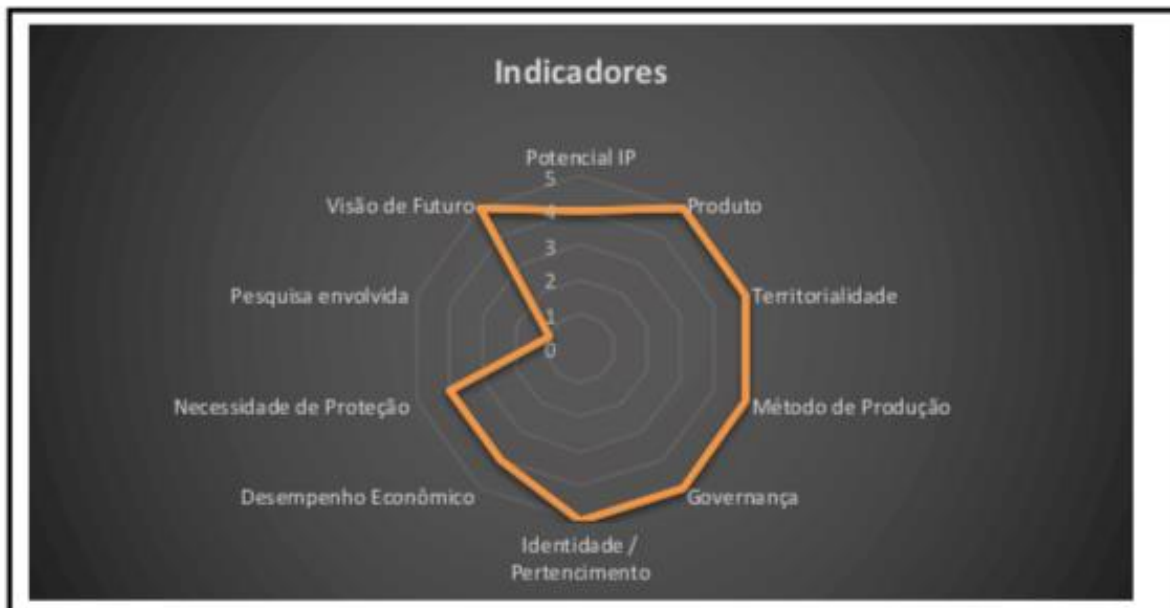 Indicadores
Potencial IP
5
Visão de Futuro
Produto
4
3
Pesquisa envolvida
2
Territorialidade
1
0
Necessidade de Proteção
Método de Produção
Desempenho Econômico
Governança
Identidade /
Pertencimento